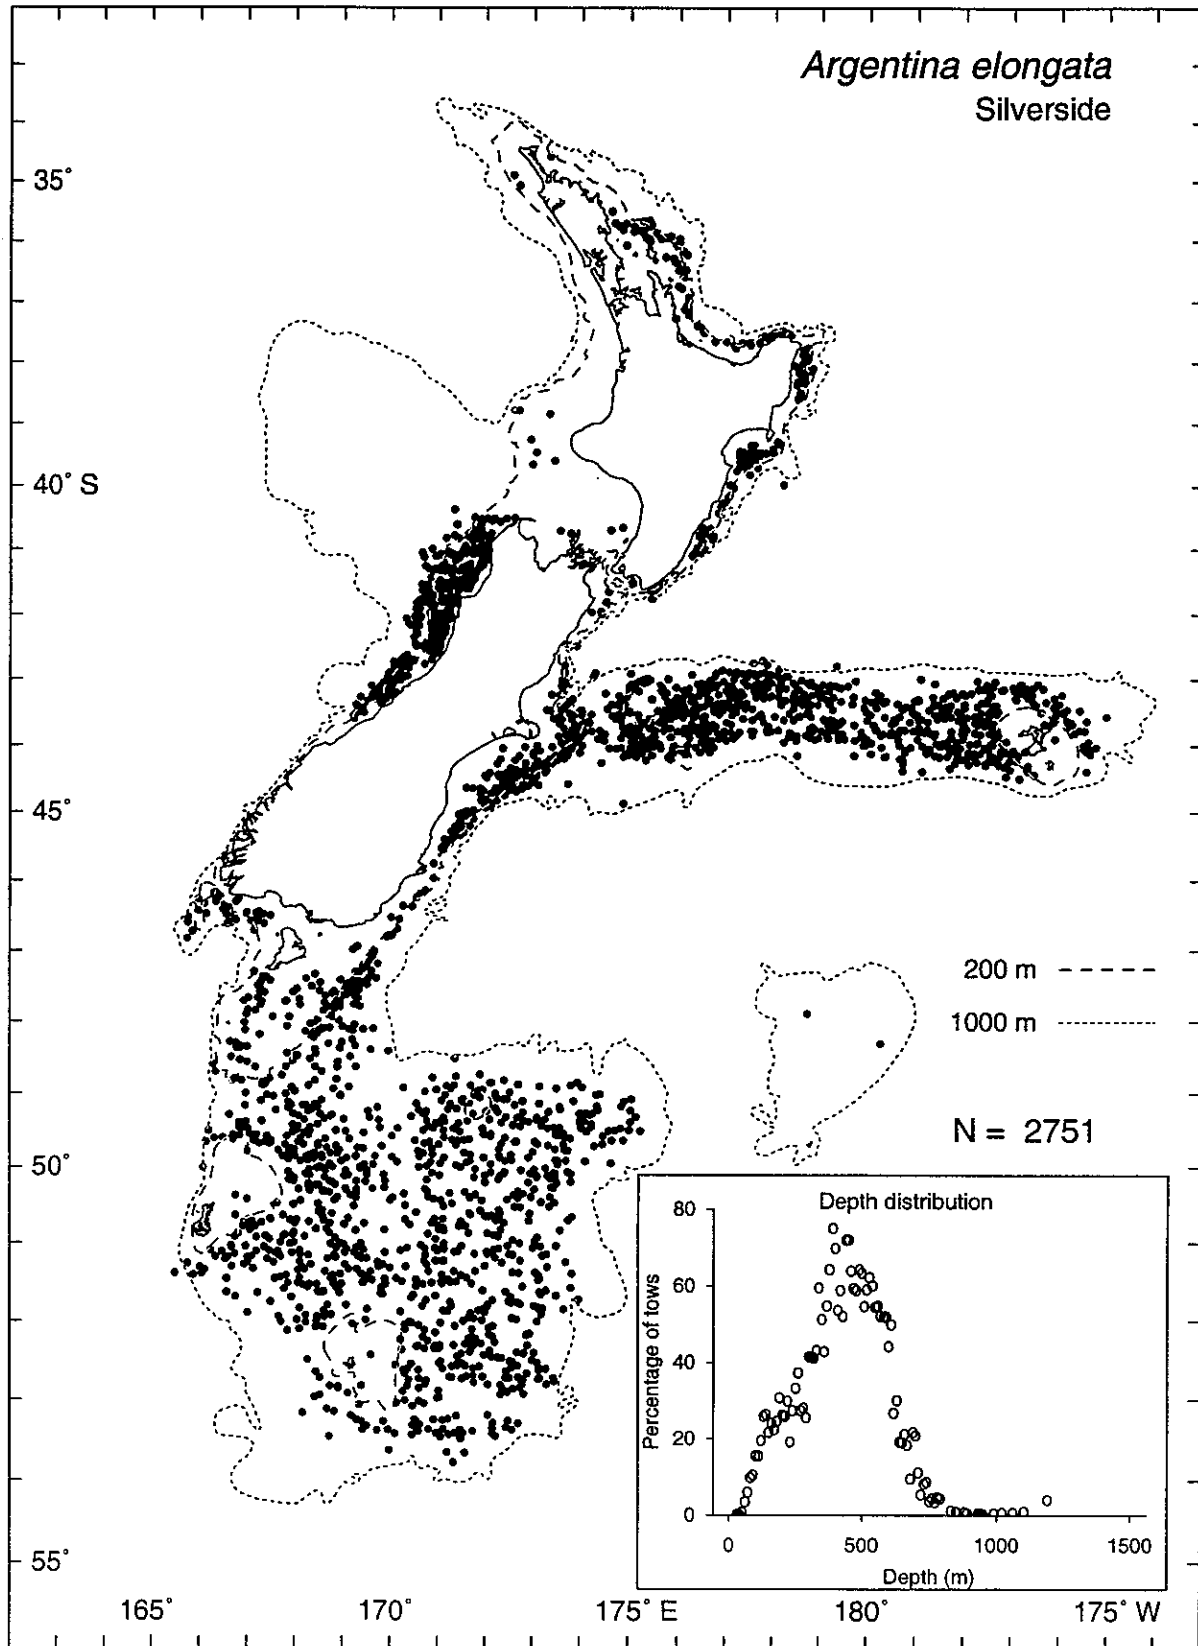 Argentina elongata
Silverside
35°
40° S
45°
50°
55°
200 m
1000 m
N = 2751
Depth distribution
Percentage of tows
80
60
40
20
0
0 500 1000 1500
Depth (m)
165° 170° 175° E 180° 175° W